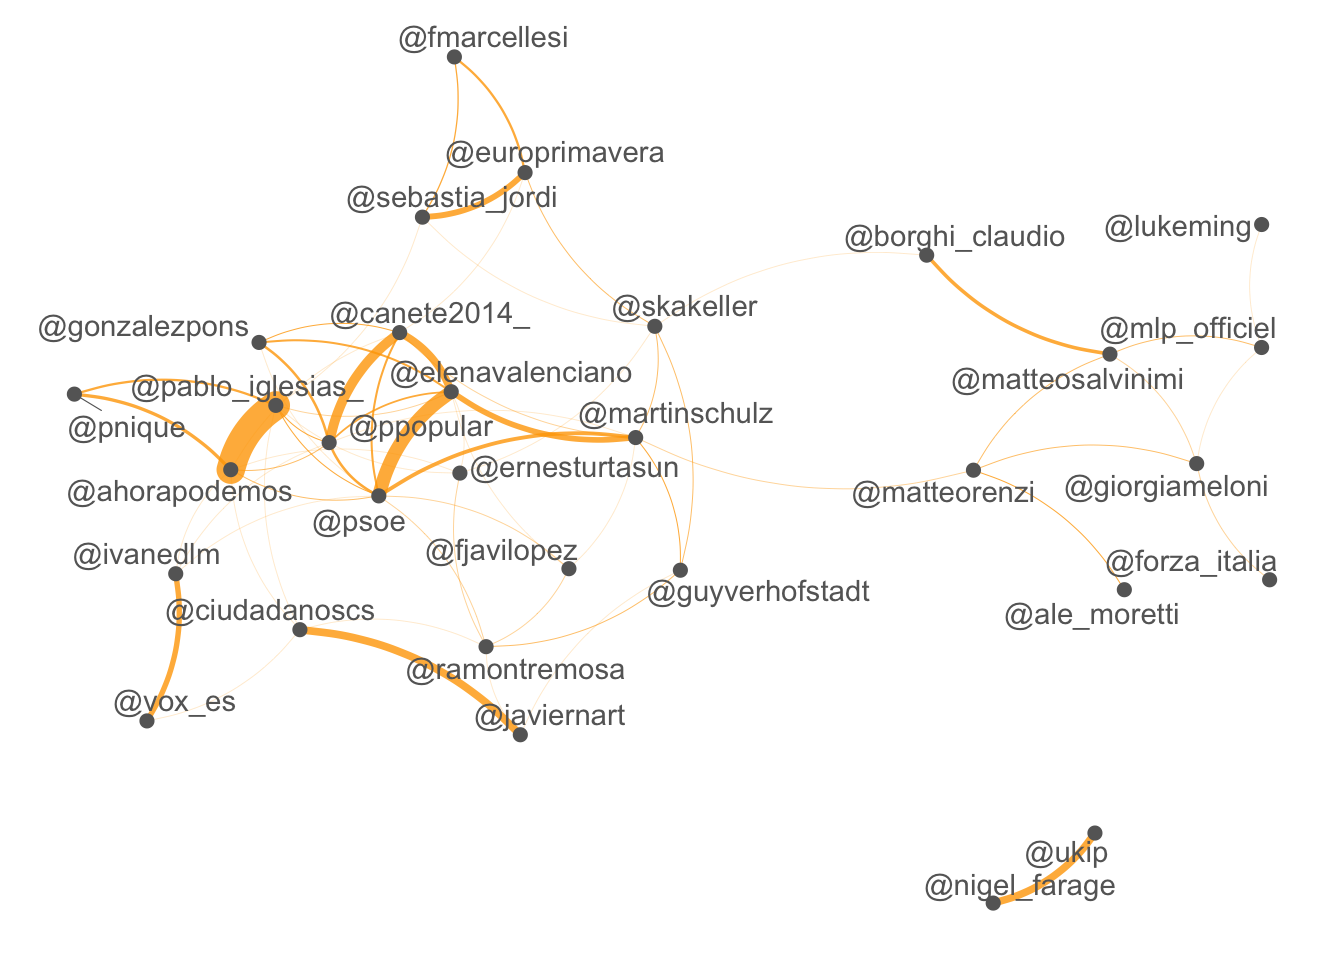 @fmarcellesi
@europrimavera
@sebastia_jordi
@borghi_claudio
@lukeming
@skakeller
@canete2014_
@gonzalezpons
@mlp_officiel
@elenavalenciano
@pablo_iglesias_
@matteosalvinimi
@martinschulz
@ppopular
@pnique
@ernesturtasun
@ahorapodemos
@matteorenzi
@giorgiameloni
@psoe
@fjavilopez
@ivanedlm
@forza_italia
@guyverhofstadt
@ciudadanoscs
@ale_moretti
@ramontremosa
@vox_es
@javiernart
@ukip
@nigel_farage